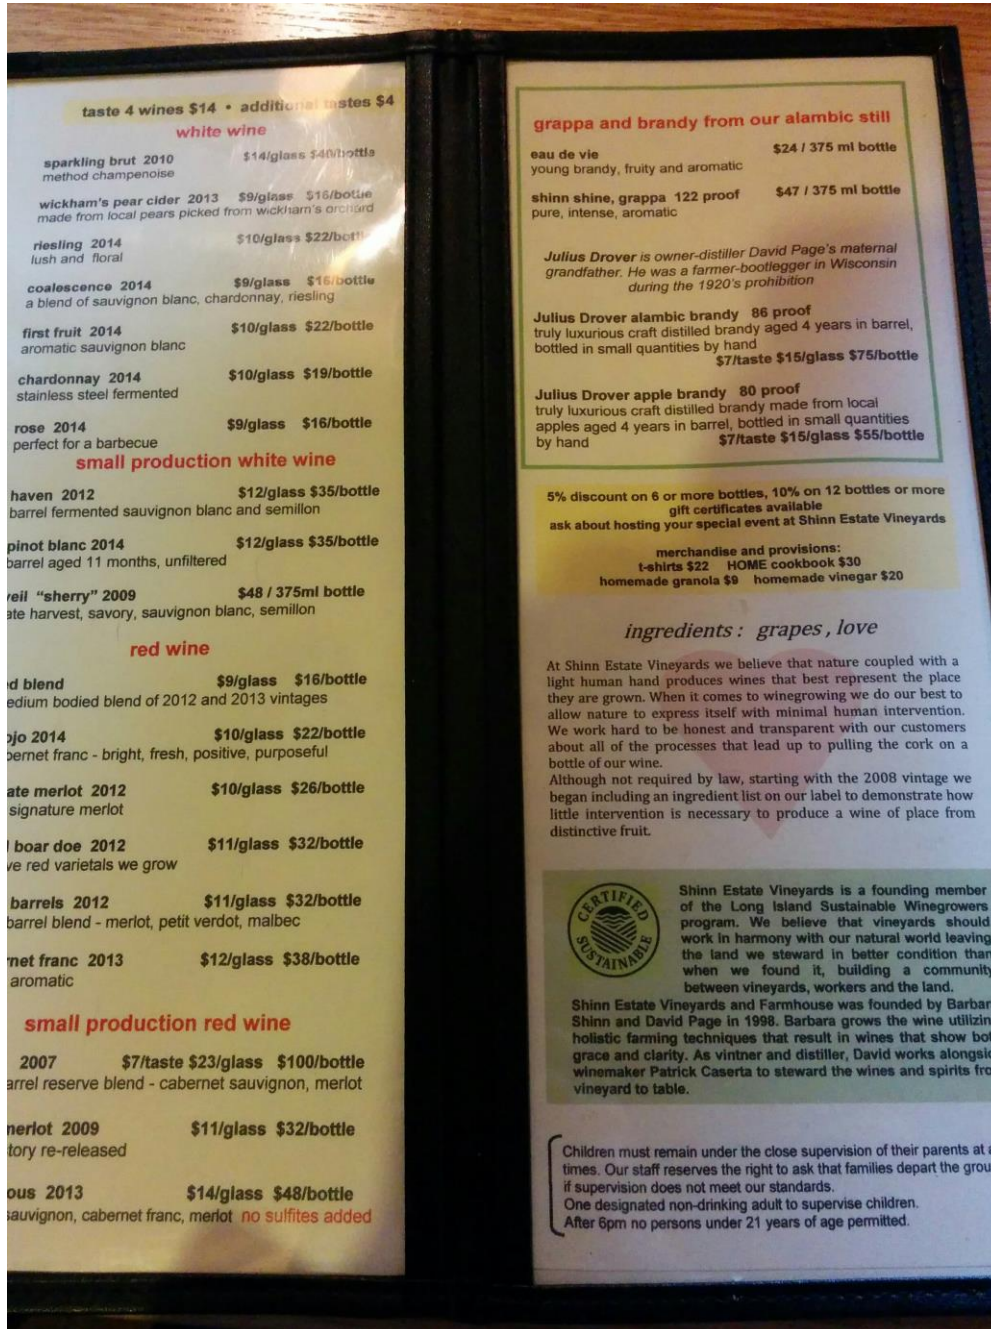 taste 4 wines $14 • additional tastes $4
white wine
sparkling brut 2010 $14/glass $40/bottle
method champenoise
wickham's pear cider 2013 $9/glass $16/bottle
made from local pears picked from wickham's orchard
riesling 2014 $10/glass $22/bottle
lush and floral
coalescence 2014 $9/glass $16/bottle
a blend of sauvignon blanc, chardonnay, riesling
first fruit 2014 $10/glass $22/bottle
aromatic sauvignon blanc
chardonnay 2014 $10/glass $19/bottle
stainless steel fermented
rose 2014 $9/glass $16/bottle
perfect for a barbecue
small production white wine
haven 2012 $12/glass $35/bottle
barrel fermented sauvignon blanc and semillon
pinot blanc 2014 $12/glass $35/bottle
barrel aged 11 months, unfiltered
"sherry" 2009 $48 / 375ml bottle
harvest, savory, sauvignon blanc, semillon
red wine
blend $9/glass $16/bottle
bodied blend of 2012 and 2013 vintages
2014 $10/glass $22/bottle
franc - bright, fresh, positive, purposeful
merlot 2012 $10/glass $26/bottle
signature merlot
boar doe 2012 $11/glass $32/bottle
red varietals we grow
barrels 2012 $11/glass $32/bottle
barrel blend - merlot, petit verdot, malbec
franc 2013 $12/glass $38/bottle
aromatic
small production red wine
2007 $7/taste $23/glass $100/bottle
reserve blend - cabernet sauvignon, merlot
merlot 2009 $11/glass $32/bottle
re-released
2013 $14/glass $48/bottle
sauvignon, cabernet franc, merlot no sulfites added
grappa and brandy from our alambic still
eau de vie $24 / 375 ml bottle
young brandy, fruity and aromatic
shinn shine, grappa 122 proof $47 / 375 ml bottle
pure, intense, aromatic
Julius Drover is owner-distiller David Page's maternal
grandfather. He was a farmer-bootlegger in Wisconsin
during the 1920's prohibition
Julius Drover alambic brandy 86 proof
truly luxurious craft distilled brandy aged 4 years in barrel,
bottled in small quantities by hand
$7/taste $15/glass $75/bottle
Julius Drover apple brandy 80 proof
truly luxurious craft distilled brandy made from local
apples aged 4 years in barrel, bottled in small quantities
by hand $7/taste $15/glass $55/bottle
5% discount on 6 or more bottles, 10% on 12 bottles or more
gift certificates available
ask about hosting your special event at Shinn Estate Vineyards
merchandise and provisions:
t-shirts $22 HOME cookbook $30
homemade granola $9 homemade vinegar $20
ingredients : grapes , love
At Shinn Estate Vineyards we believe that nature coupled with a
light human hand produces wines that best represent the place
they are grown. When it comes to winegrowing we do our best to
allow nature to express itself with minimal human intervention.
We work hard to be honest and transparent with our customers
about all of the processes that lead up to pulling the cork on a
bottle of our wine.
Although not required by law, starting with the 2008 vintage we
began including an ingredient list on our label to demonstrate how
little intervention is necessary to produce a wine of place from
distinctive fruit.
CERTIFIED
SUSTAINABLE
Shinn Estate Vineyards is a founding member
of the Long Island Sustainable Winegrowers
program. We believe that vineyards should
work in harmony with our natural world leaving
the land we steward in better condition than
when we found it, building a community
between vineyards, workers and the land.
Shinn Estate Vineyards and Farmhouse was founded by
Shinn and David Page in 1998. Barbara grows the wine
holistic farming techniques that result in wines that show
grace and clarity. As vintner and distiller, David works
winemaker Patrick Caserta to steward the wines and spirits
vineyard to table.
Children must remain under the close supervision of their parents at
times. Our staff reserves the right to ask that families depart the
if supervision does not meet our standards.
One designated non-drinking adult to supervise children.
After 6pm no persons under 21 years of age permitted.